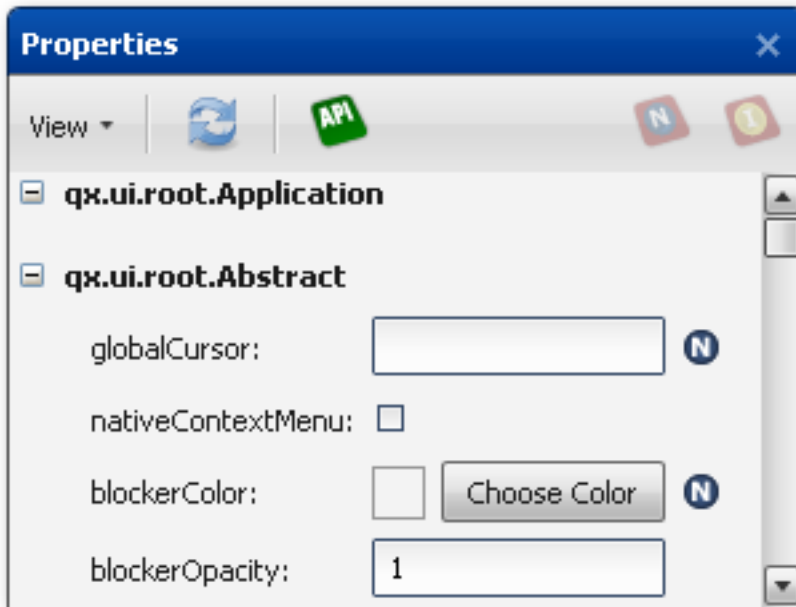 Properties
View
API
N
I
qx.ui.root.Application
qx.ui.root.Abstract
globalCursor:
N
nativeContextMenu:
blockerColor:
Choose Color
N
blockerOpacity:
1